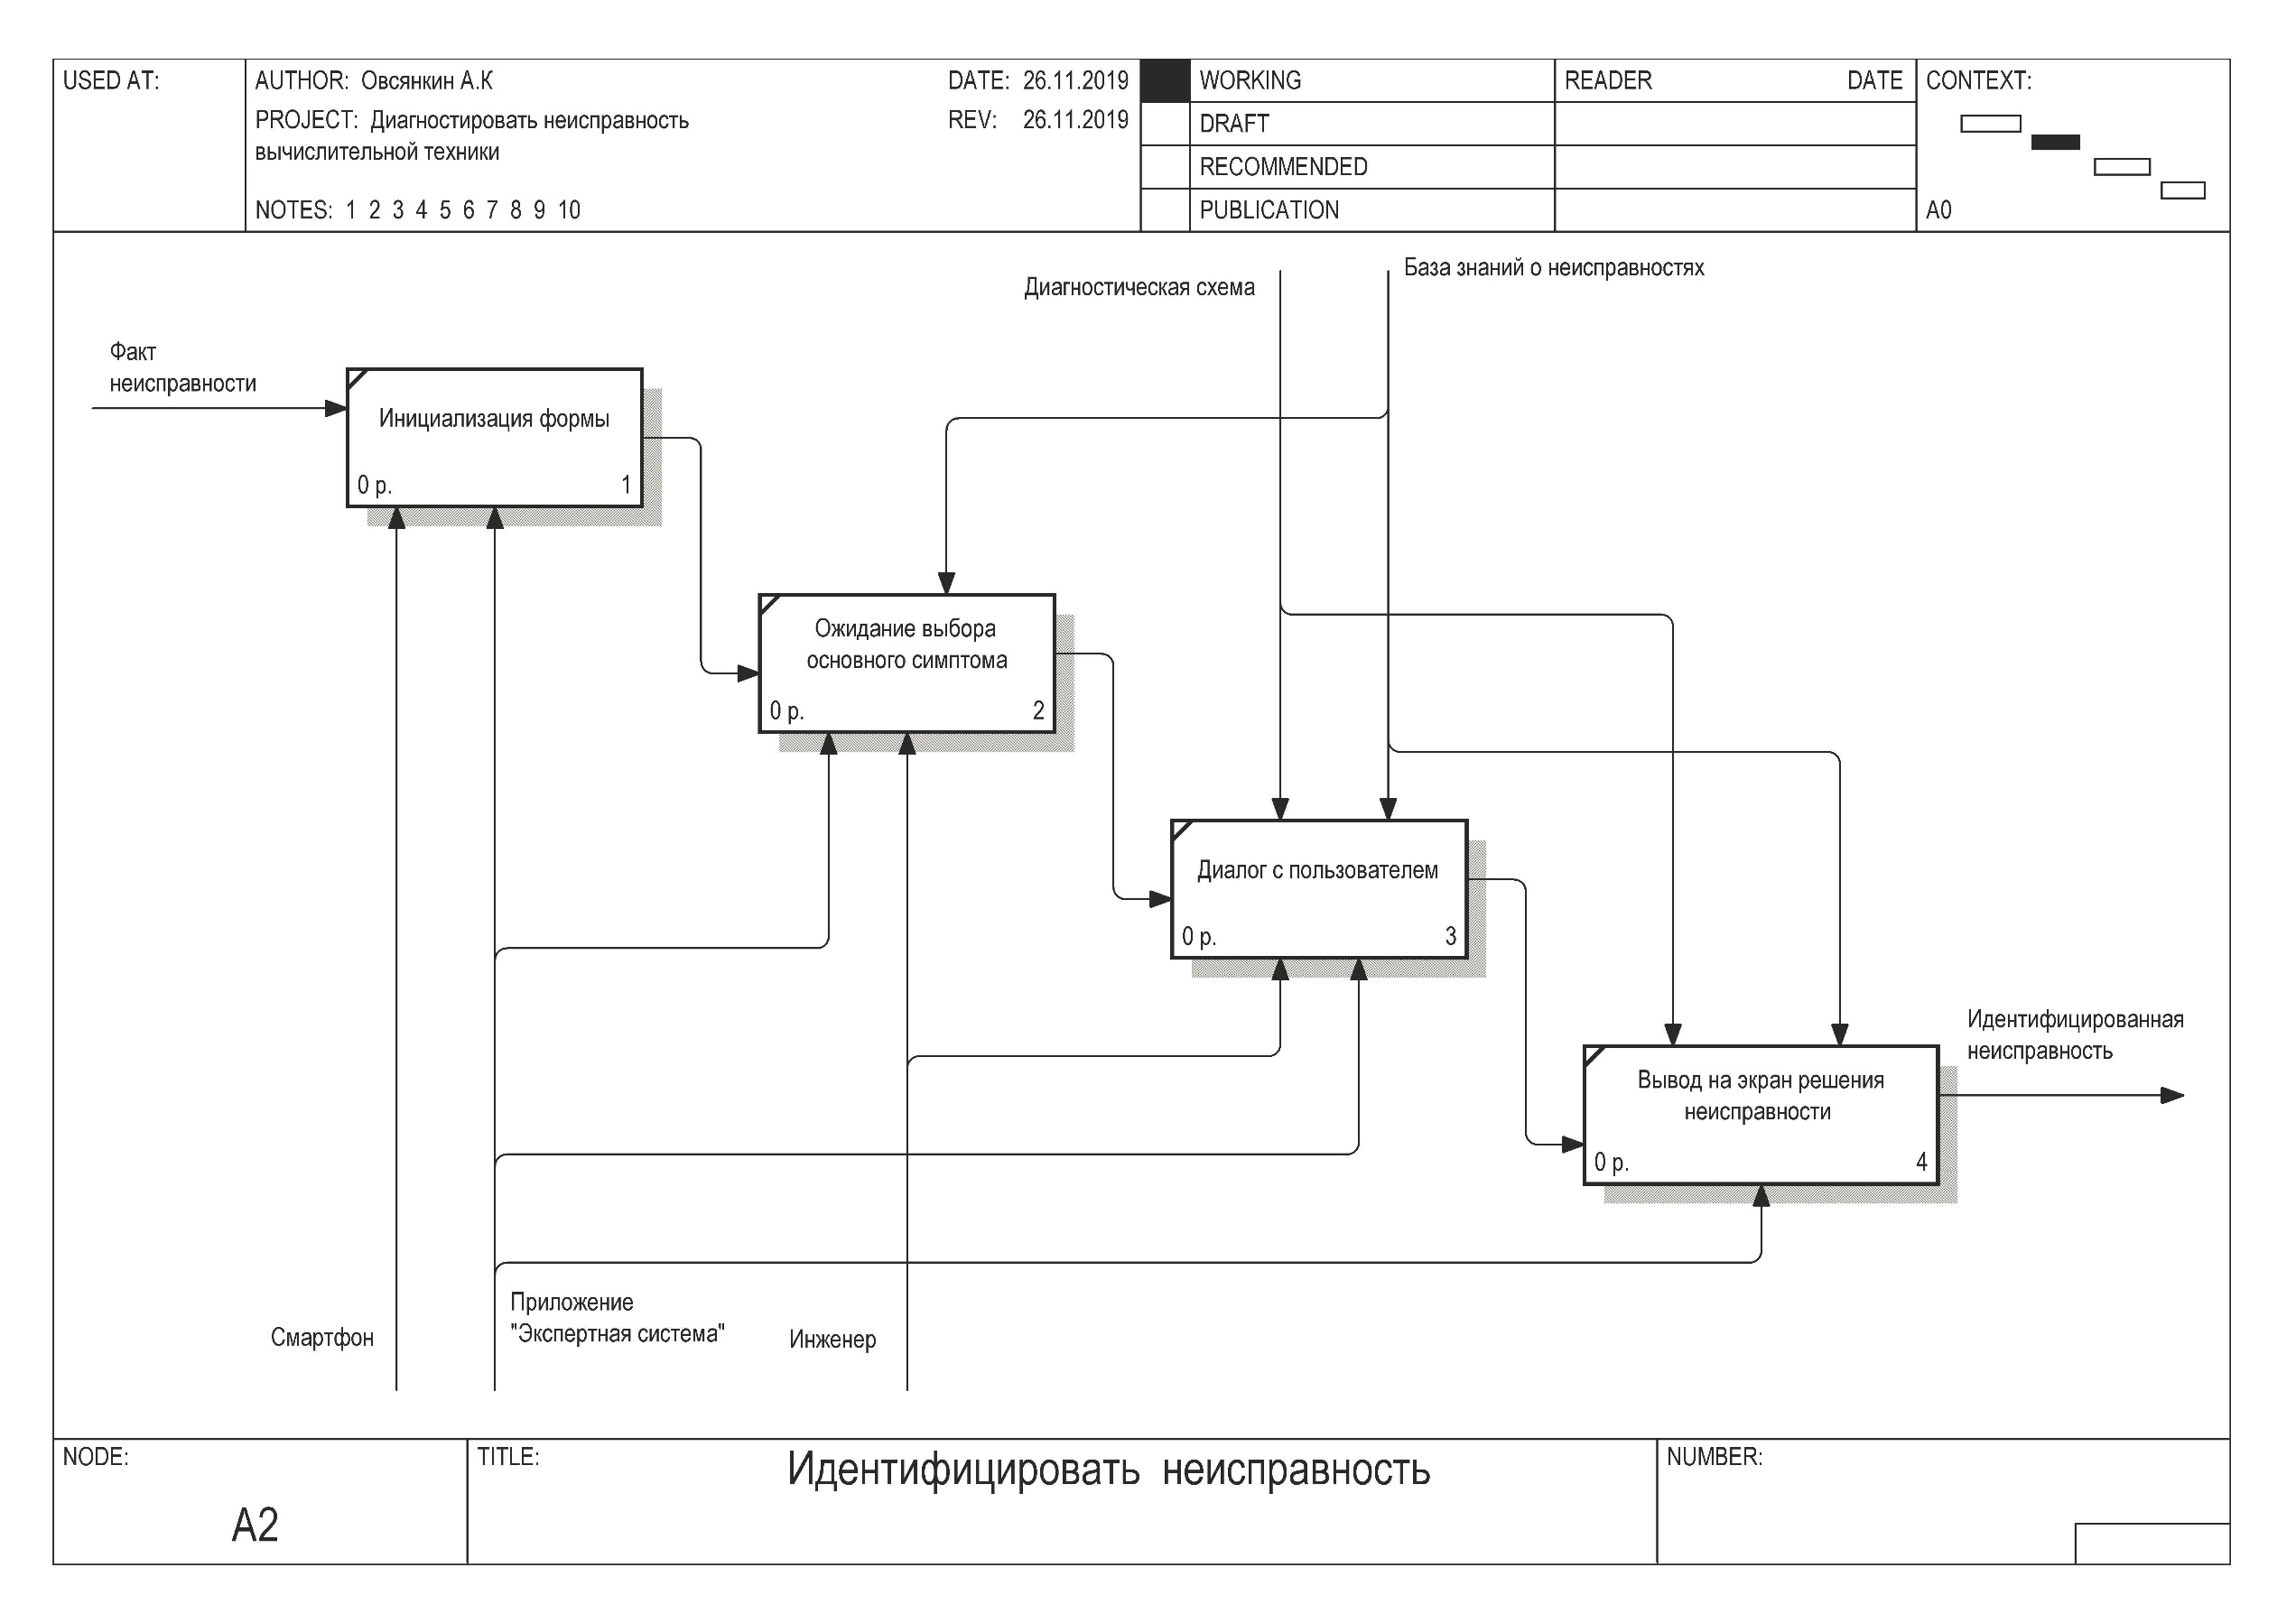 USED AT:
AUTHOR: Овсянкин А.К
DATE: 26.11.2019
PROJECT: Диагностировать неисправность
вычислительной техники
REV: 26.11.2019
NOTES: 1 2 3 4 5 6 7 8 9 10
WORKING
DRAFT
RECOMMENDED
PUBLICATION
READER DATE
CONTEXT:
A0
База знаний о неисправностях
Диагностическая схема
Факт
неисправности
Инициализация формы
0 р. 1
Ожидание выбора
основного симптома
0 р. 2
Диалог с пользователем
0 р. 3
Идентифицированная
неисправность
Вывод на экран решения
неисправности
0 р. 4
Приложение
"Экспертная система"
Смартфон
Инженер
NODE:
A2
TITLE:
Идентифицировать неисправность
NUMBER: